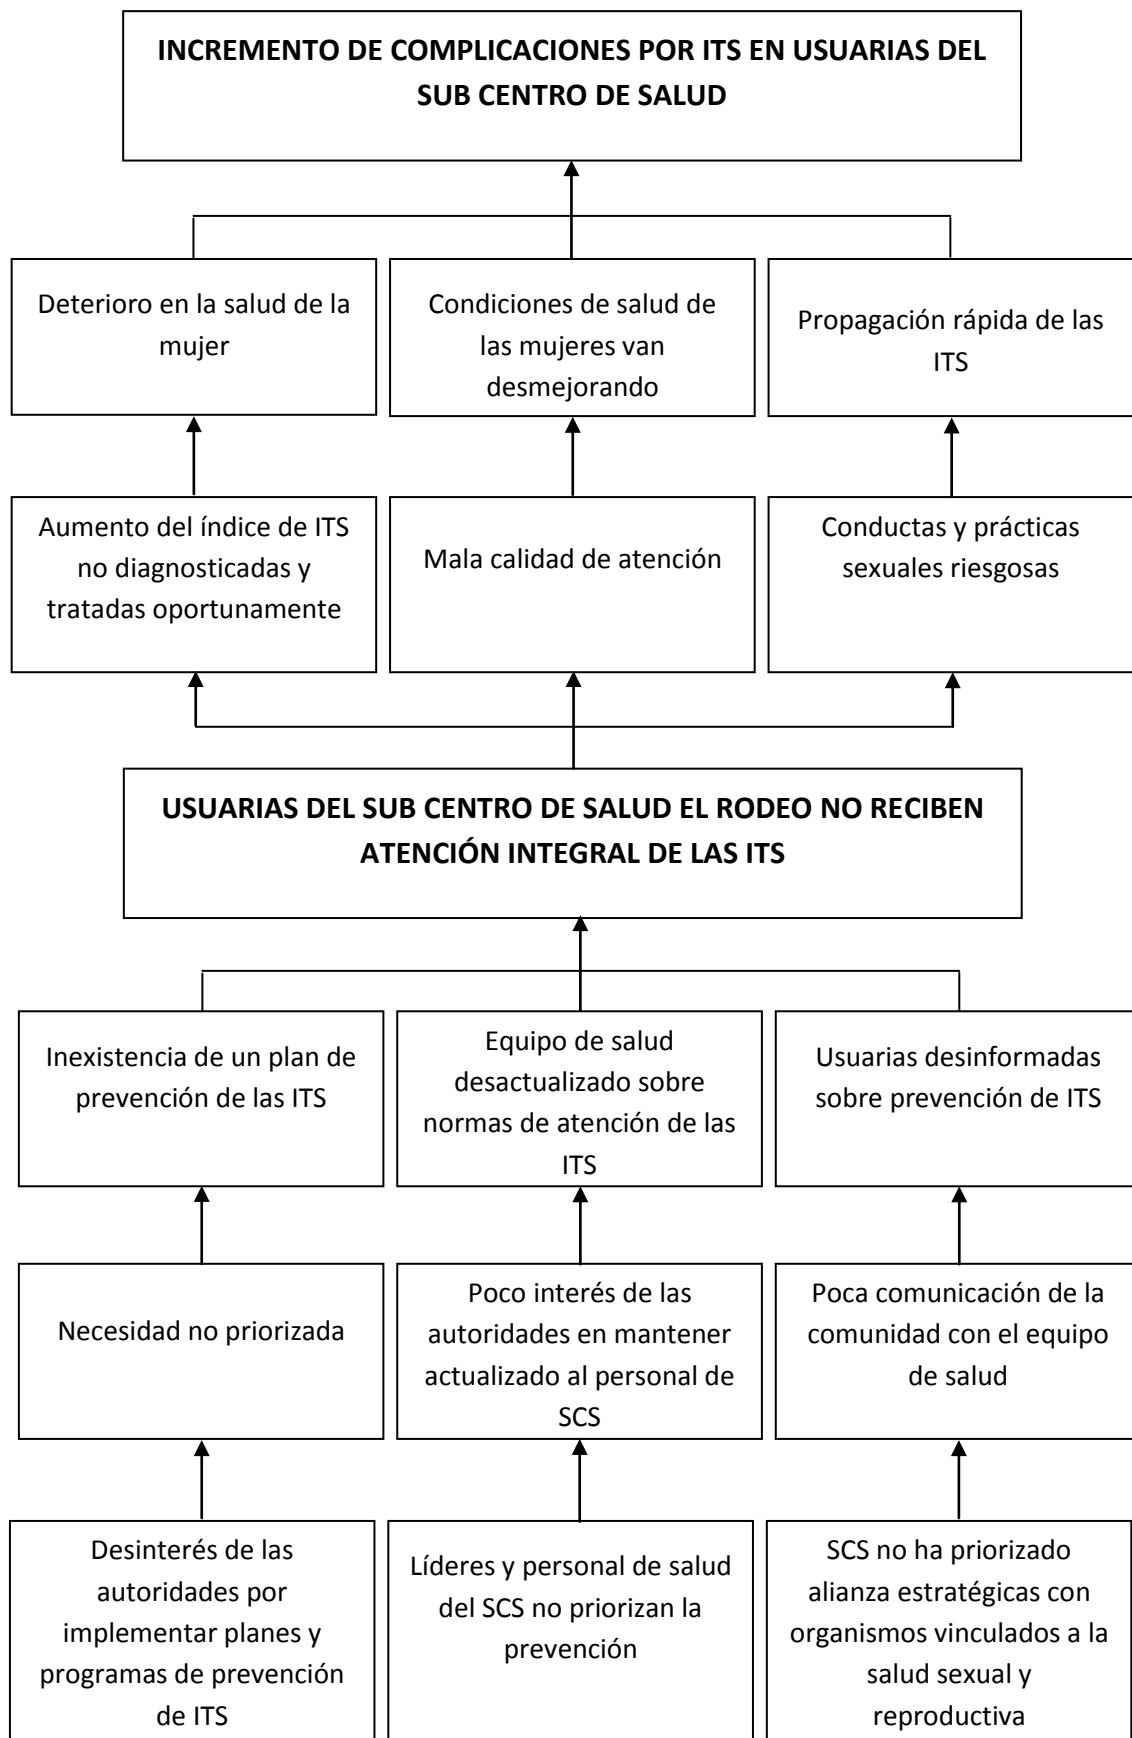 INCREMENTO DE COMPLICACIONES POR ITS EN USUARIAS DEL
SUB CENTRO DE SALUD
Deterioro en la salud de la
mujer
Condiciones de salud de
las mujeres van
desmejorando
Propagación rápida de las
ITS
Aumento del índice de ITS
no diagnosticadas y
tratadas oportunamente
Mala calidad de atención
Conductas y prácticas
sexuales riesgosas
USUARIAS DEL SUB CENTRO DE SALUD EL RODEO NO RECIBEN
ATENCIÓN INTEGRAL DE LAS ITS
Inexistencia de un plan de
prevención de las ITS
Equipo de salud
desactualizado sobre
normas de atención de las
ITS
Usuarias desinformadas
sobre prevención de ITS
Necesidad no priorizada
Poco interés de las
autoridades en mantener
actualizado al personal de
SCS
Poca comunicación de la
comunidad con el equipo
de salud
Desinterés de las
autoridades por
implementar planes y
programas de prevención
de ITS
Líderes y personal de salud
del SCS no priorizan la
prevención
SCS no ha priorizado
alianza estratégicas con
organismos vinculados a la
salud sexual y
reproductiva